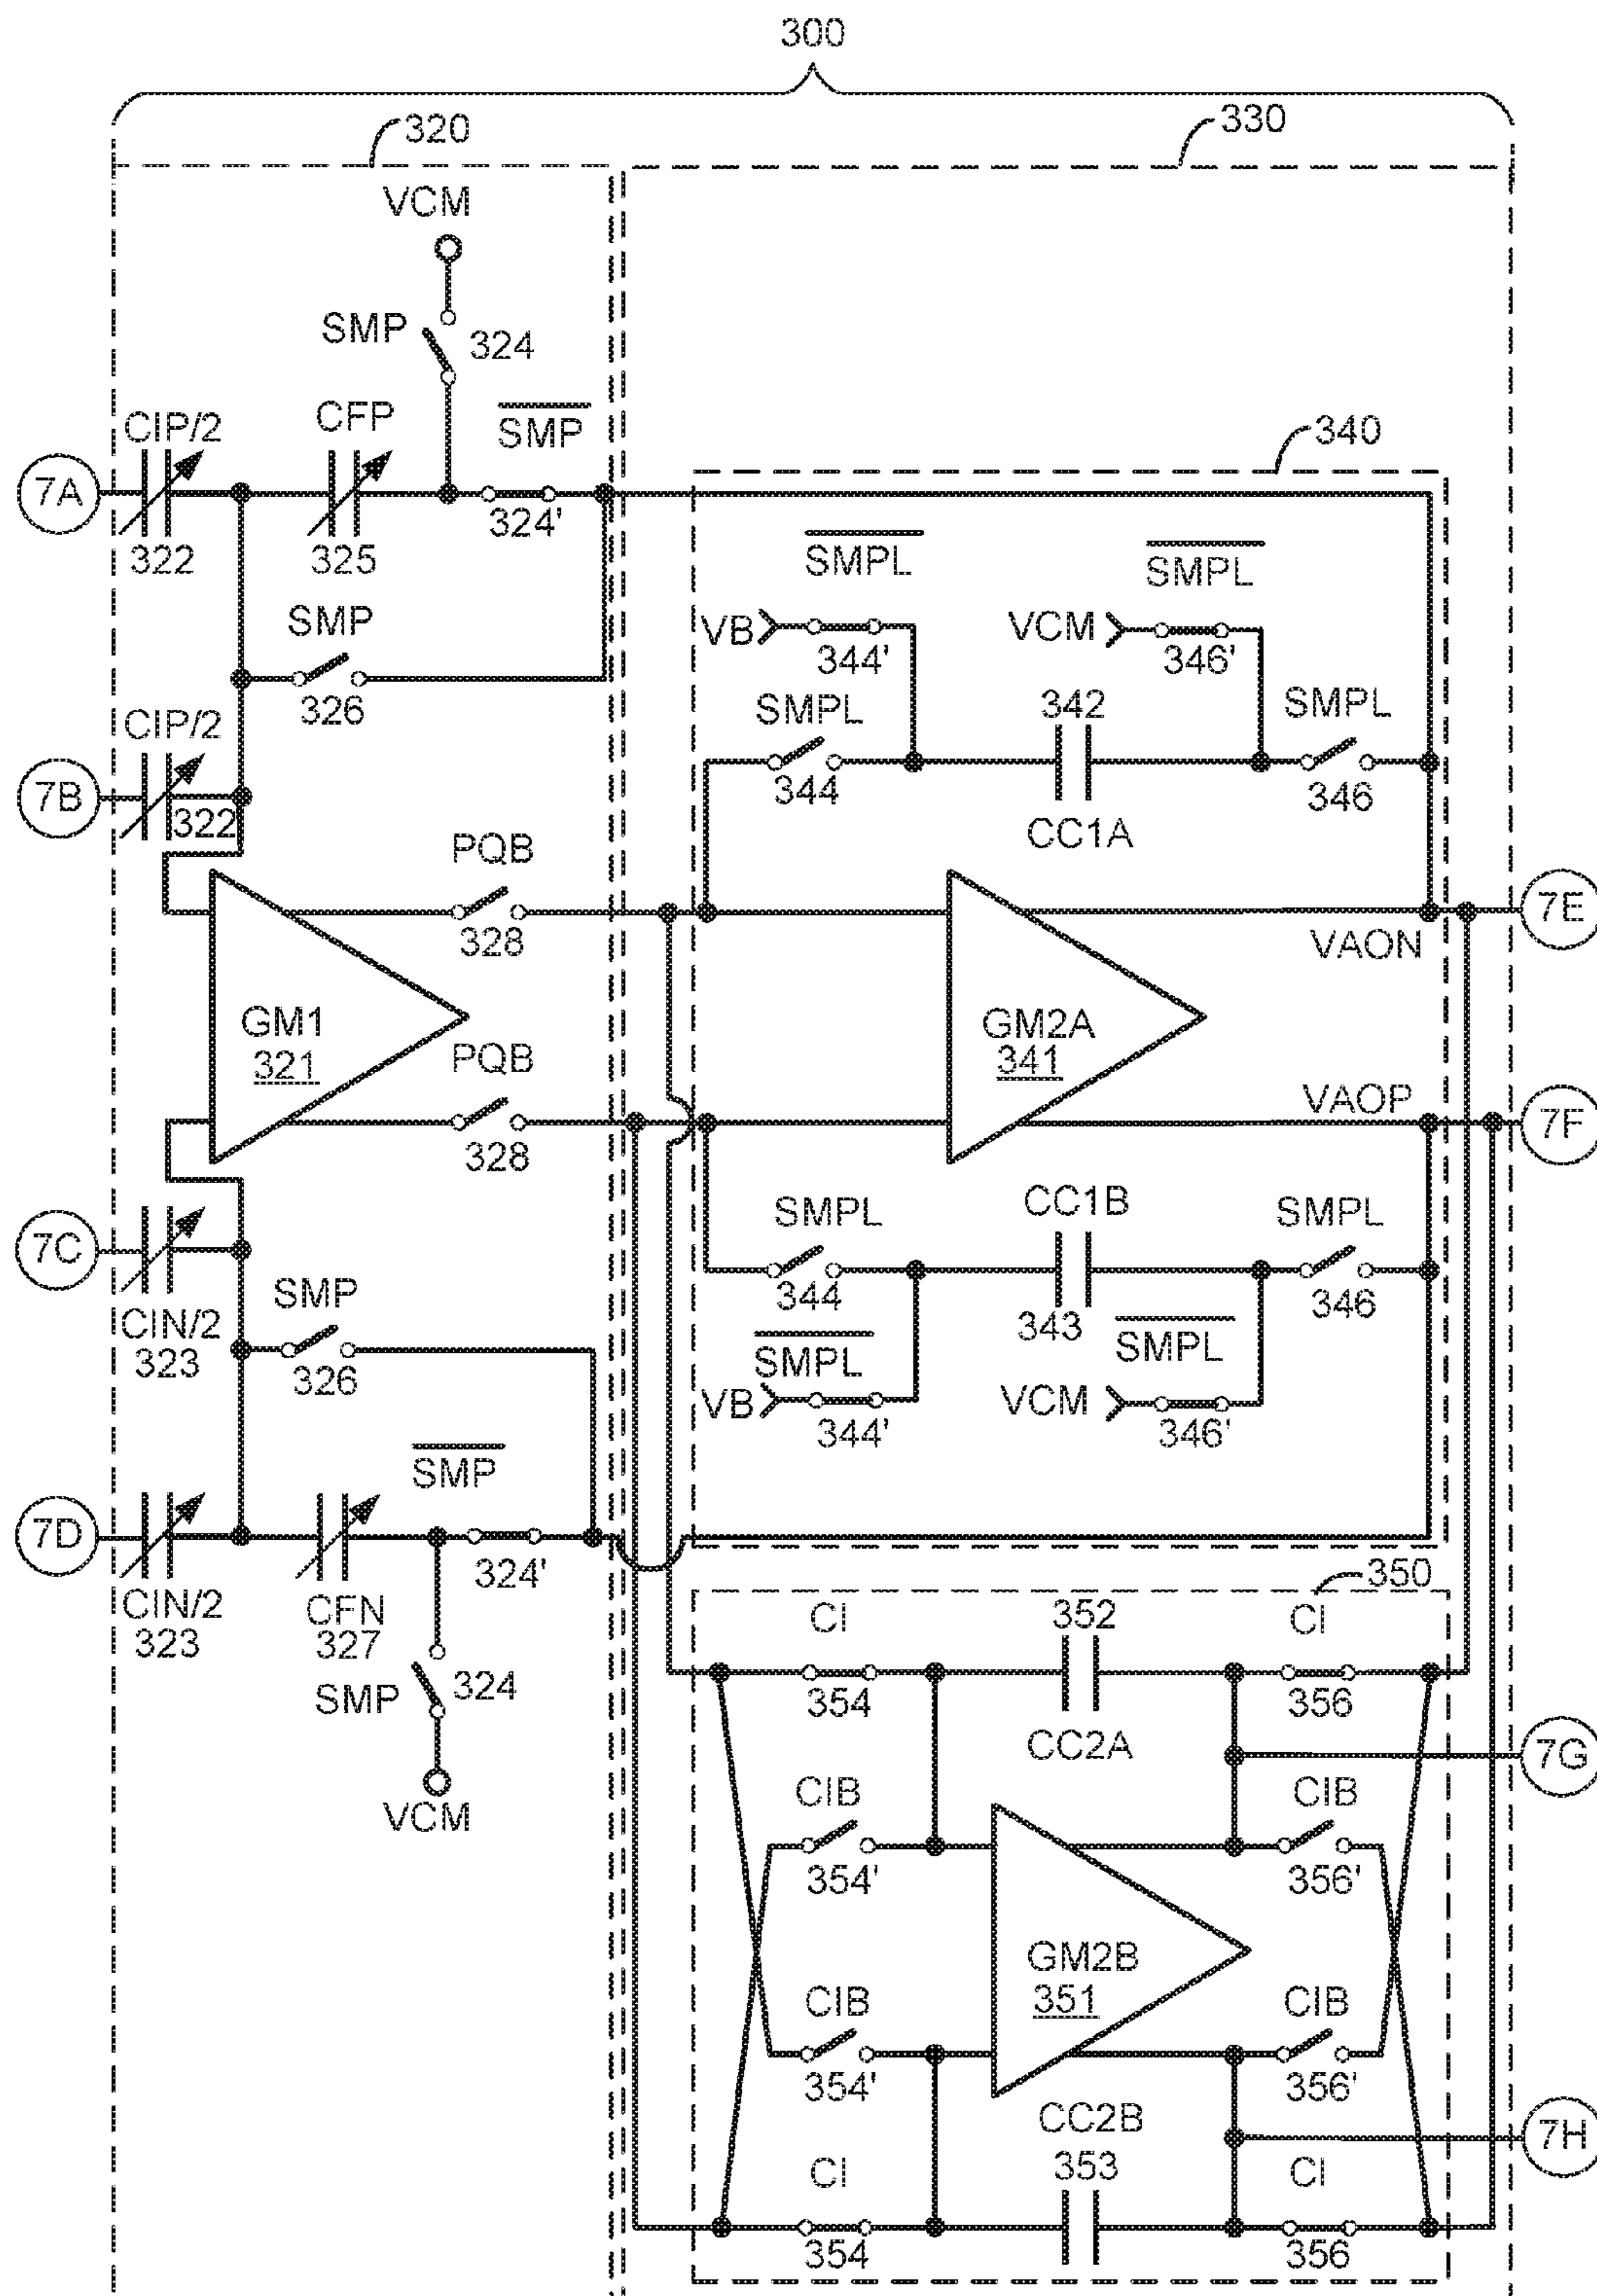 300
320
330
VCM
SMP
324
CIP/2
CFP
SMP
340
7A
322
325
324'
SMPL
SMPL
SMP
VB
344'
VCM
346'
326
SMPL
342
SMPL
CIP/2
7B
322
344
346
CC1A
PQB
328
7E
VAON
GM1
321
PQB
GM2A
341
328
VAOP
7F
SMPL
CC1B
SMPL
7C
CIN/2
323
SMP
326
344
343
346
SMPL
SMPL
VB
344'
VCM
346'
SMP
7D
324'
CIN/2
323
CFN
327
SMP
324
VCM
350
CI
352
CI
354
356
CC2A
7G
CIB
CIB
354'
356'
GM2B
351
CIB
CIB
354'
356'
CC2B
353
7H
CI
CI
354
356